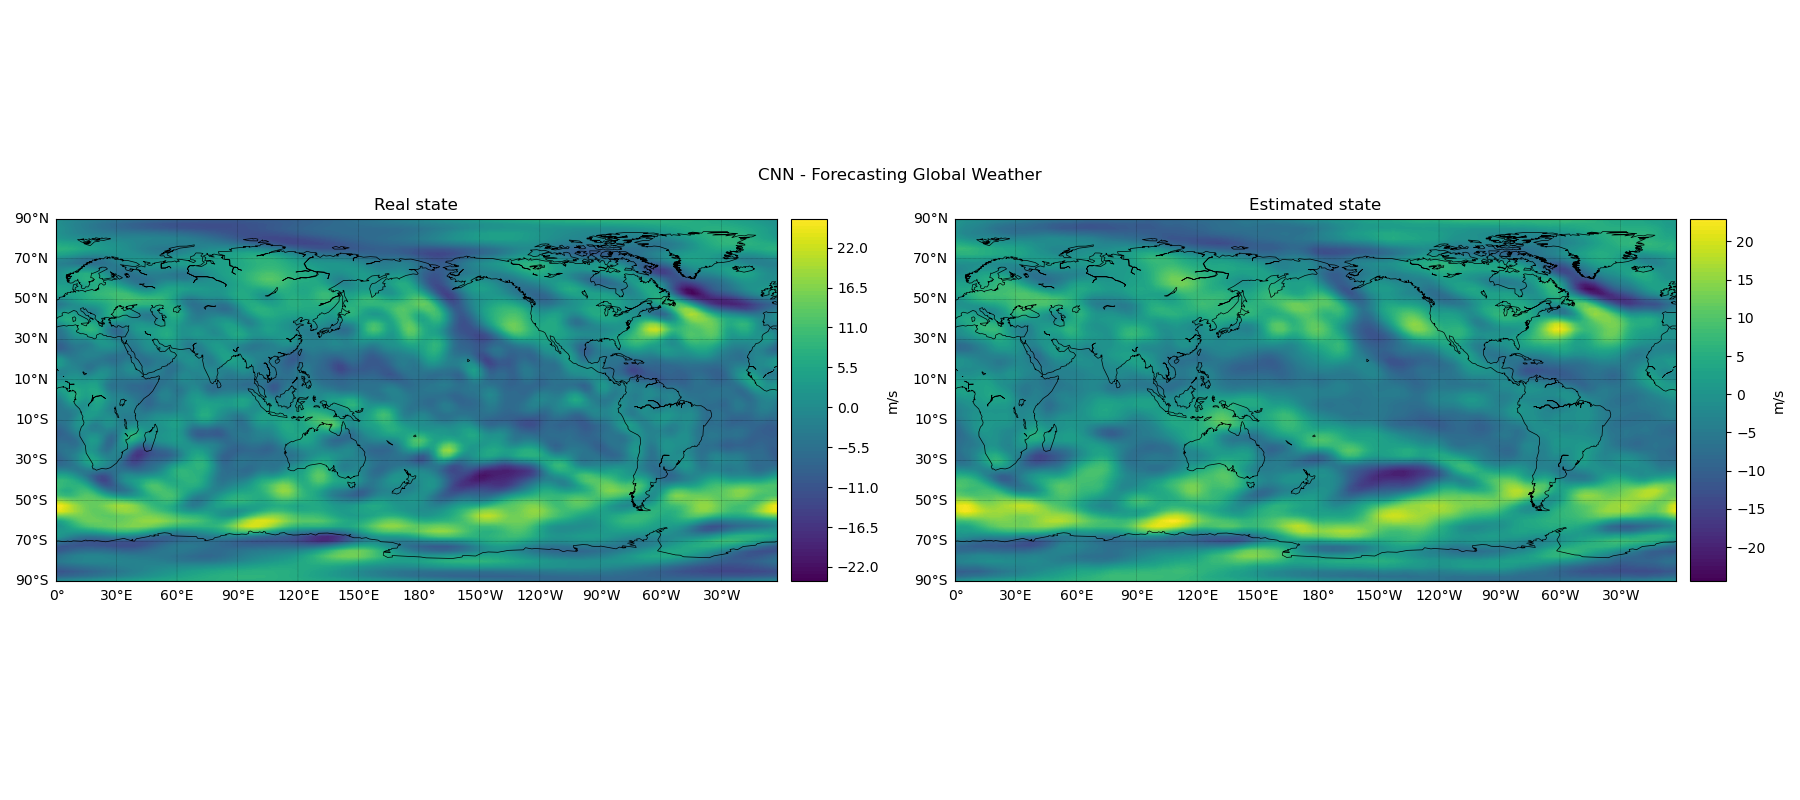 CNN - Forecasting Global Weather
Real state
90°N
70°N
50°N
30°N
10°N
10°S
30°S
50°S
70°S
90°S
0° 30°E 60°E 90°E 120°E 150°E 180° 150°W 120°W 90°W 60°W 30°W
22.0
16.5
11.0
5.5
0.0
−5.5
−11.0
−16.5
−22.0
m/s
Estimated state
90°N
70°N
50°N
30°N
10°N
10°S
30°S
50°S
70°S
90°S
0° 30°E 60°E 90°E 120°E 150°E 180° 150°W 120°W 90°W 60°W 30°W
20
15
10
5
0
−5
−10
−15
−20
m/s